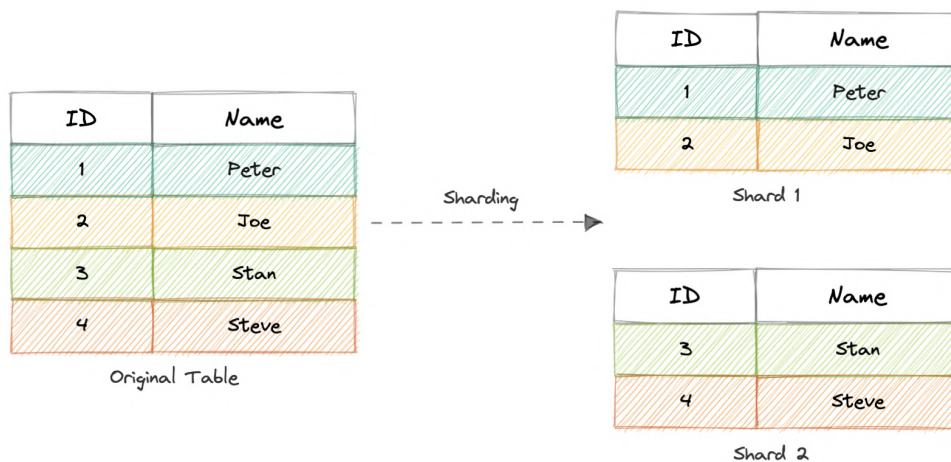 ID Name
1 Peter
2 Joe
3 Stan
4 Steve
Original Table
Sharding
ID Name
1 Peter
2 Joe
Shard 1
ID Name
3 Stan
4 Steve
Shard 2